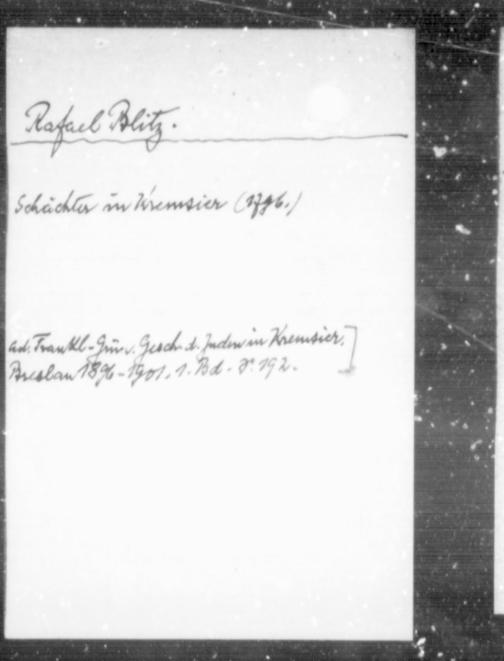 Rafael Blitz.
Schächter in Kremsier (1796.)
ad. Frankl-Grün. Gesch. d. Juden in Kremsier.]
Breslau 1896-1901. 1. Bd. S. 192.